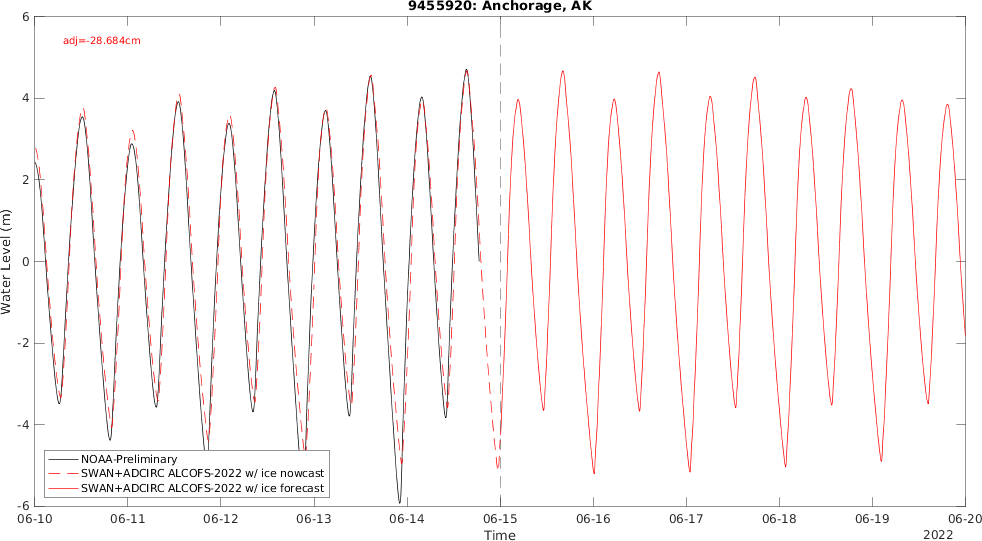 9455920: Anchorage, AK
adj=-28.684cm
6
4
2
0
-2
-4
-6
Water Level (m)
NOAA-Preliminary
SWAN+ADCIRC ALCOFS-2022 w/ ice nowcast
SWAN+ADCIRC ALCOFS-2022 w/ ice forecast
06-10 06-11 06-12 06-13 06-14 06-15 06-16 06-17 06-18 06-19 06-20
Time
2022